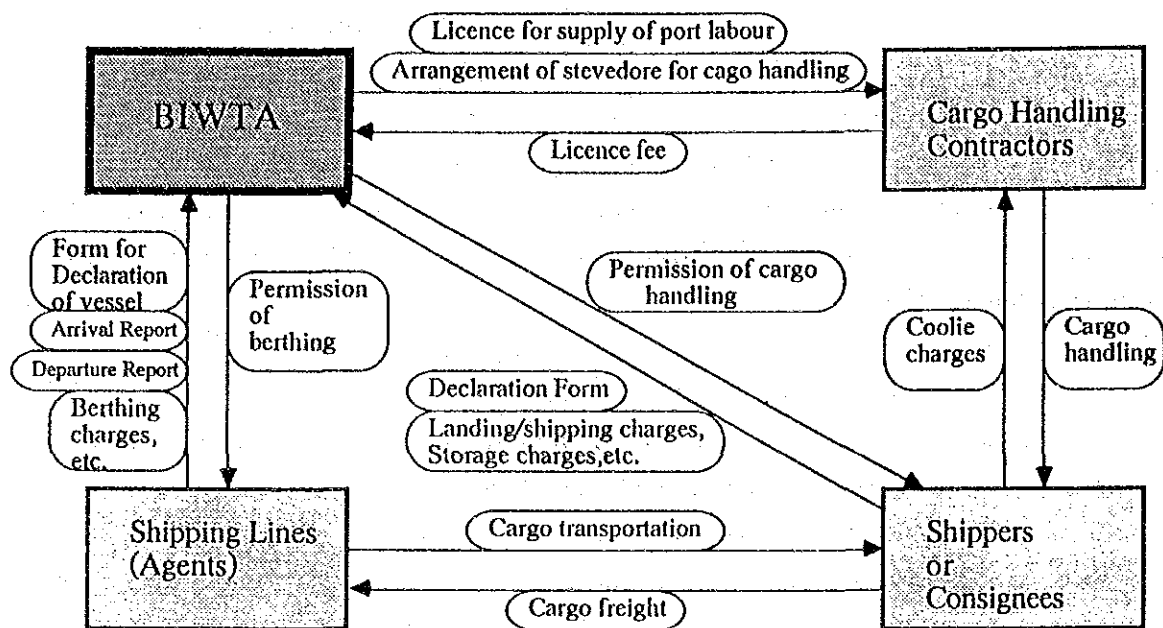 Licence for supply of port labour
Arrangement of stevedore for cago handling
BIWTA
Cargo Handling
Contractors
Licence fee
Form for
Declaration
of vessel
Arrival Report
Departure Report
Berthing
charges,
etc.
Permission
of
berthing
Permission of cargo
handling
Declaration Form
Landing/shipping charges,
Storage charges,etc.
Coolie
charges
Cargo
handling
Shipping Lines
(Agents)
Cargo transportation
Cargo freight
Shippers
or
Consignees